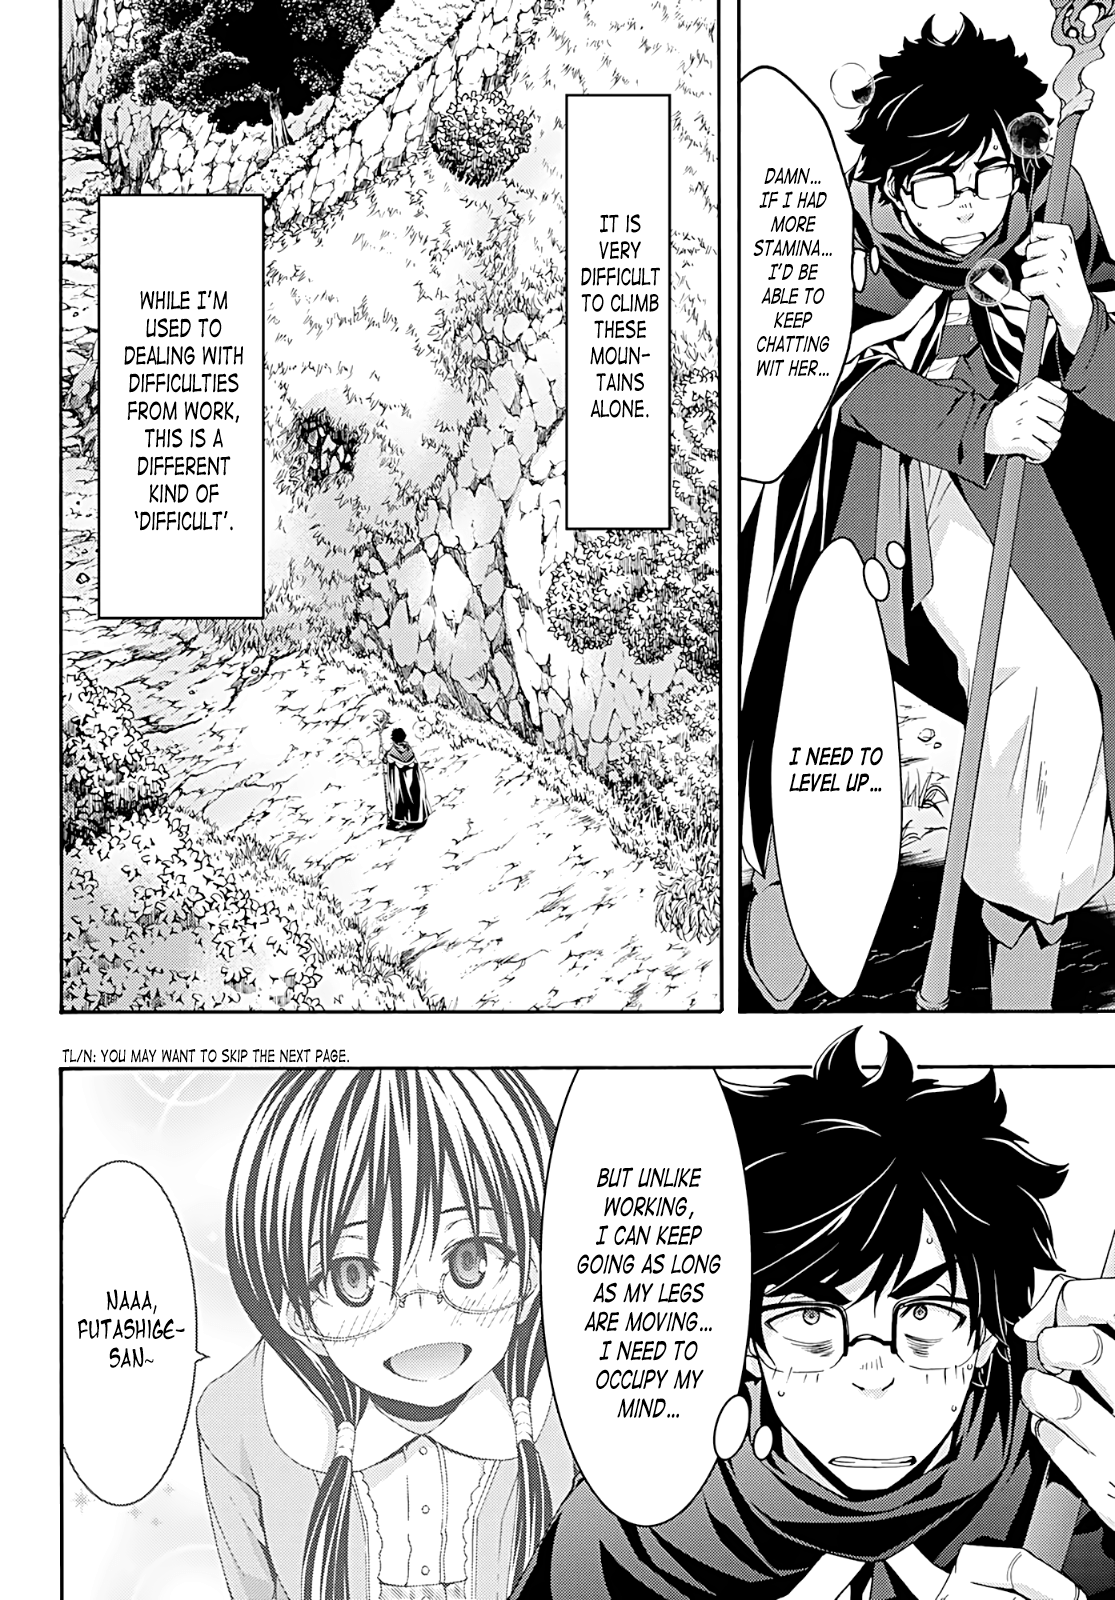 DAMN...
IF I HAD
MORE
STAMINA...
I'D BE
ABLE TO
KEEP
CHATTING
WIT HER...
I NEED TO
LEVEL UP...
IT IS
VERY
DIFFICULT
TO CLIMB
THESE
MOUN-
TAINS
ALONE.
WHILE I'M
USED TO
DEALING WITH
DIFFICULTIES
FROM WORK,
THIS IS A
DIFFERENT
KIND OF
'DIFFICULT'.
TL/N: YOU MAY WANT TO SKIP THE NEXT PAGE.
BUT UNLIKE
WORKING,
I CAN KEEP
GOING AS LONG
AS MY LEGS
ARE MOVING...
I NEED TO
OCCUPY MY
MIND...
NAAA,
FUTASHIGE-
SAN~